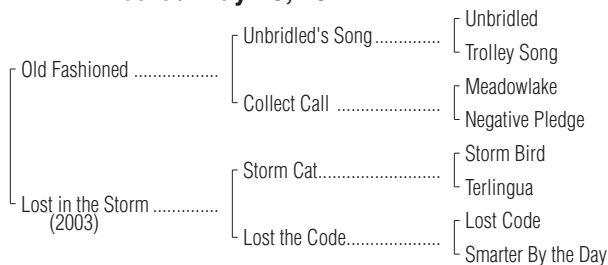 Unbridled
Unbridled's Song
Trolley Song
Old Fashioned
Meadowlake
Collect Call
Negative Pledge
Storm Bird
Storm Cat
Terlingua
Lost in the Storm
(2003)
Lost Code
Lost the Code
Smarter By the Day